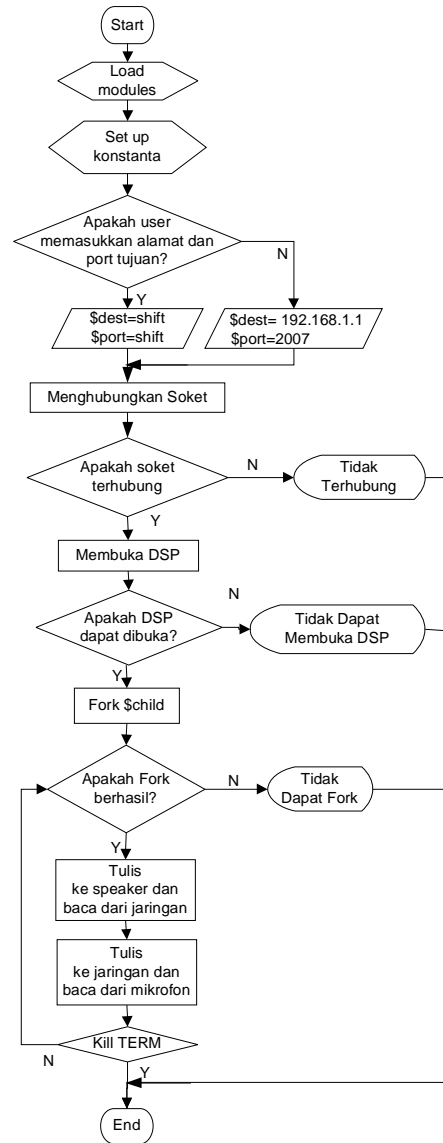 Start
Load
modules
Set up
konstanta
Apakah user
memasukkan alamat dan
port tujuan?
N
Y
$dest=shift
$port=shift
$dest= 192.168.1.1
$port=2007
Menghubungkan Soket
Apakah soket
terhubung
N
Tidak
Terhubung
Y
Membuka DSP
Apakah DSP
dapat dibuka?
N
Tidak Dapat
Membuka DSP
Y
Fork $child
Apakah Fork
berhasil?
N
Tidak
Dapat Fork
Y
Tulis
ke speaker dan
baca dari jaringan
Tulis
ke jaringan dan
baca dari mikrofon
Kill TERM
N
Y
End